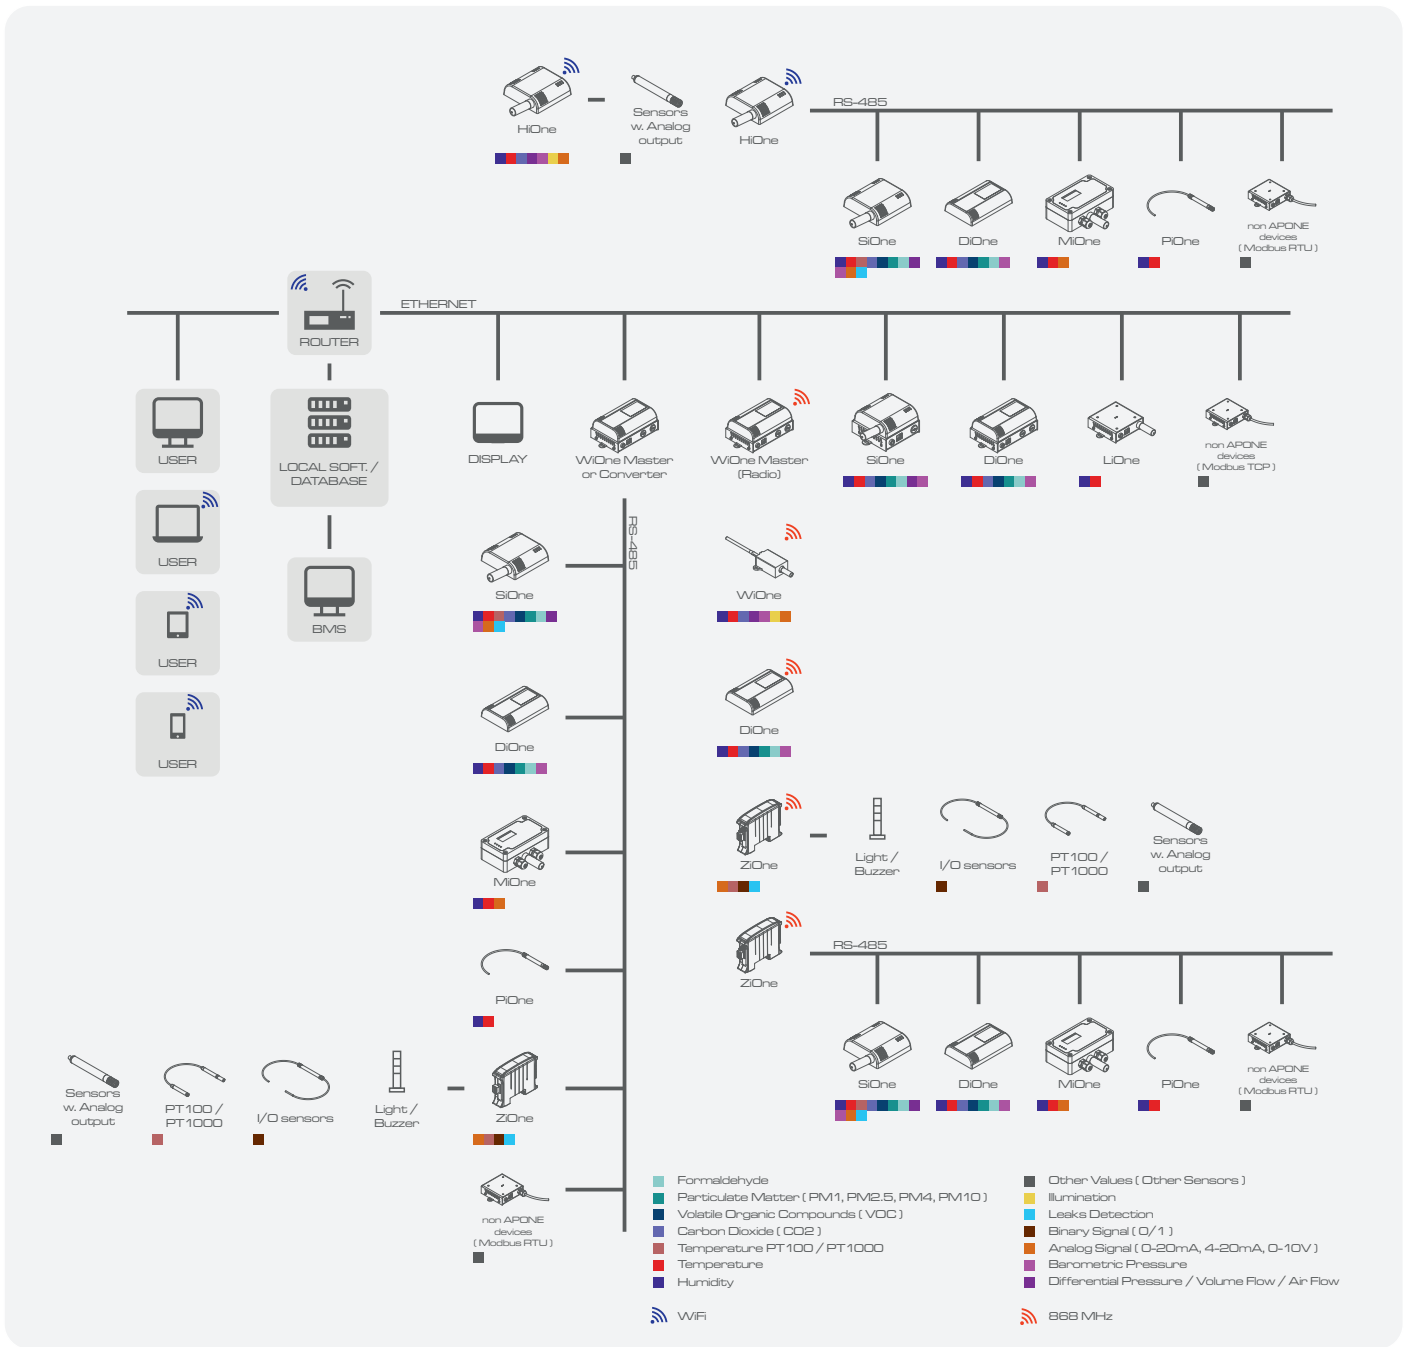 HiOne
Sensors
w. Analog
output
HiOne
RS-485
SiOne
DiOne
MiOne
PiOne
non APONE
devices
( Modbus RTU )
ROUTER
ETHERNET
USER
USER
USER
USER
LOCAL SOFT. /
DATABASE
BMS
DISPLAY
WiOne Master
or Converter
WiOne Master
(Radio)
SiOne
DiOne
LiOne
non APONE
devices
( Modbus TCP )
RS-485
SiOne
DiOne
MiOne
PiOne
ZiOne
non APONE
devices
( Modbus RTU )
WiOne
DiOne
ZiOne
Light /
Buzzer
I/O sensors
PT100 /
PT1000
Sensors
w. Analog
output
ZiOne
RS-485
SiOne
DiOne
MiOne
PiOne
non APONE
devices
( Modbus RTU )
Sensors
w. Analog
output
PT100 /
PT1000
I/O sensors
Light /
Buzzer
Formaldehyde
Particulate Matter ( PM1, PM2.5, PM4, PM10 )
Volatile Organic Compounds ( VOC )
Carbon Dioxide ( CO2 )
Temperature PT100 / PT1000
Temperature
Humidity
WiFi
Other Values ( Other Sensors )
Illumination
Leaks Detection
Binary Signal ( 0/1 )
Analog Signal ( 0-20mA, 4-20mA, 0-10V )
Barometric Pressure
Differential Pressure / Volume Flow / Air Flow
868 MHz